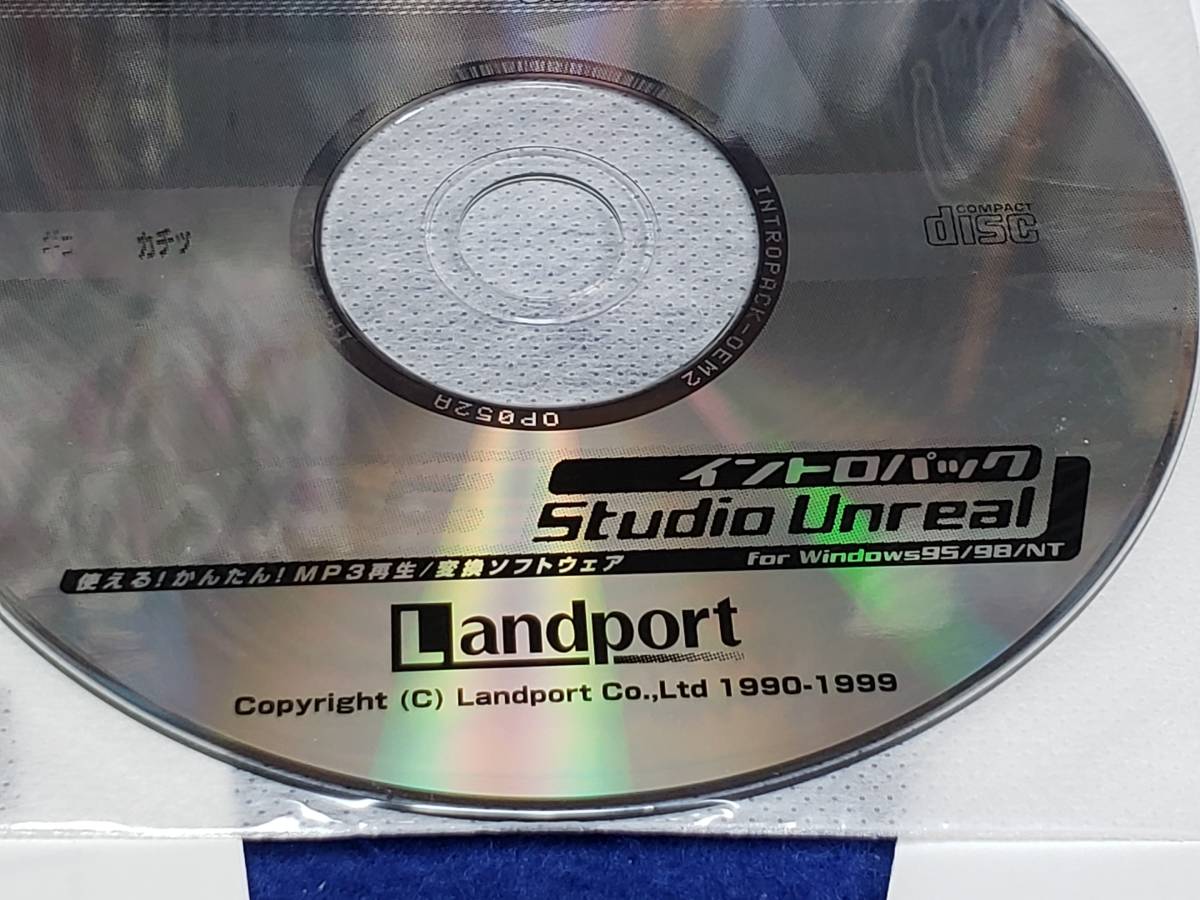 カチッ
COMPACT
disc
INTROPACK-OEM2
OP052A
イントロパック
Studio Unreal
for Windows95/98/NT
使える!かんたん!MP3再生/変換ソフトウェア
Landport
Copyright (C) Landport Co.,Ltd 1990-1999